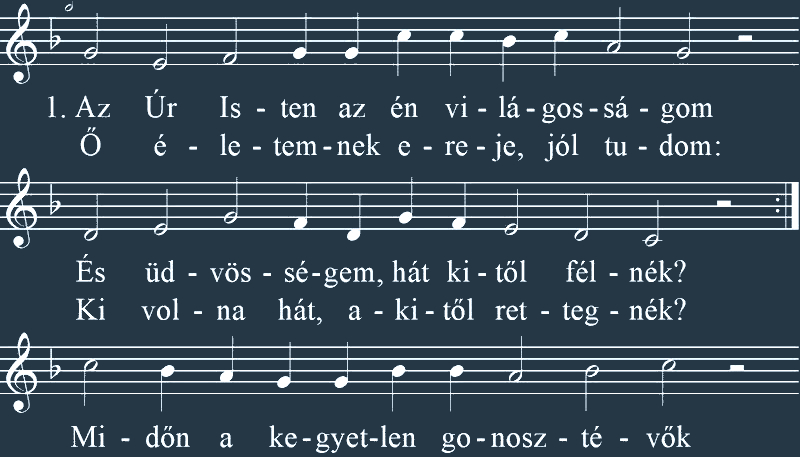 1. Az Úr Is - ten az én vi - lá - gos - sá - gom
Ő é - le - tem - nek e - re - je, jól tu - dom:
És üd - vös - sé - gem, hát ki - től fél - nék?
Ki vol - na hát, a - ki - től ret - teg - nék?
Mi - dőn a ke - gyet - len go - nosz - té - vők